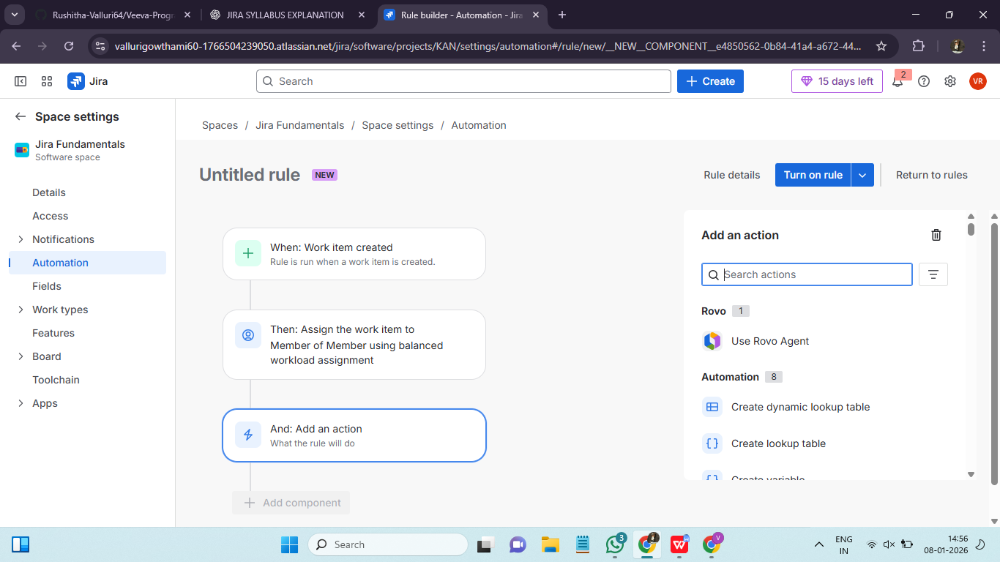 Rushitha-Valluri64/Veeva-Progr
JIRA SYLLABUS EXPLANATION
Rule builder - Automation - Jira
vallurigowthami60-1766504239050.atlassian.net/jira/software/projects/KAN/settings/automation#/rule/new/__NEW__COMPONENT__e4850562-0b84-41a4-a672-44...
Jira
Search
Create
15 days left
2
VR
Space settings
Jira Fundamentals
Software space
Details
Access
Notifications
Automation
Fields
Work types
Features
Board
Toolchain
Apps
Spaces / Jira Fundamentals / Space settings / Automation
Untitled rule NEW
Rule details
Turn on rule
Return to rules
When: Work item created
Rule is run when a work item is created.
Then: Assign the work item to
Member of Member using balanced
workload assignment
And: Add an action
What the rule will do
Add component
Add an action
Search actions
Rovo 1
Use Rovo Agent
Automation 8
Create dynamic lookup table
Create lookup table
Create variable
Search
3
V
ENG
IN
14:56
08-01-2026